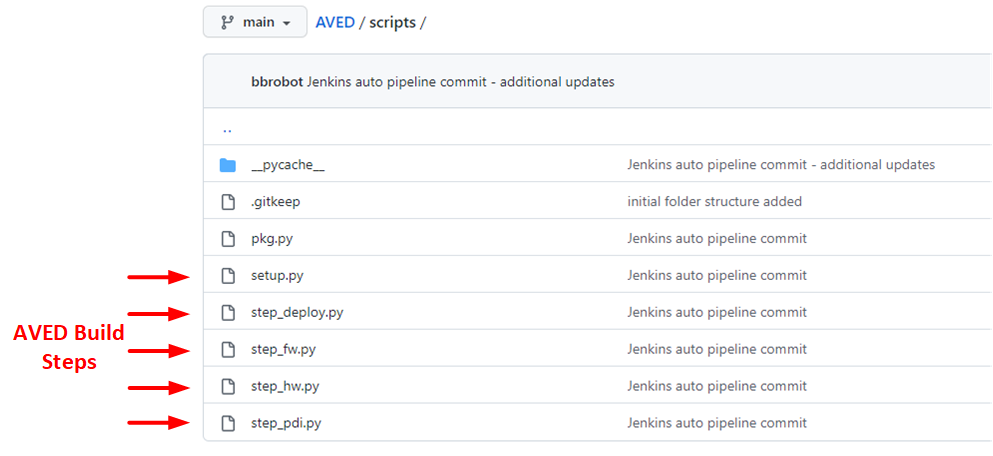 main AVED / scripts /
bbrobot Jenkins auto pipeline commit - additional updates
..
__pycache__ Jenkins auto pipeline commit - additional updates
.gitkeep initial folder structure added
pkg.py Jenkins auto pipeline commit
setup.py Jenkins auto pipeline commit
step_deploy.py Jenkins auto pipeline commit
step_fw.py Jenkins auto pipeline commit
step_hw.py Jenkins auto pipeline commit
step_pdi.py Jenkins auto pipeline commit
AVED Build
Steps